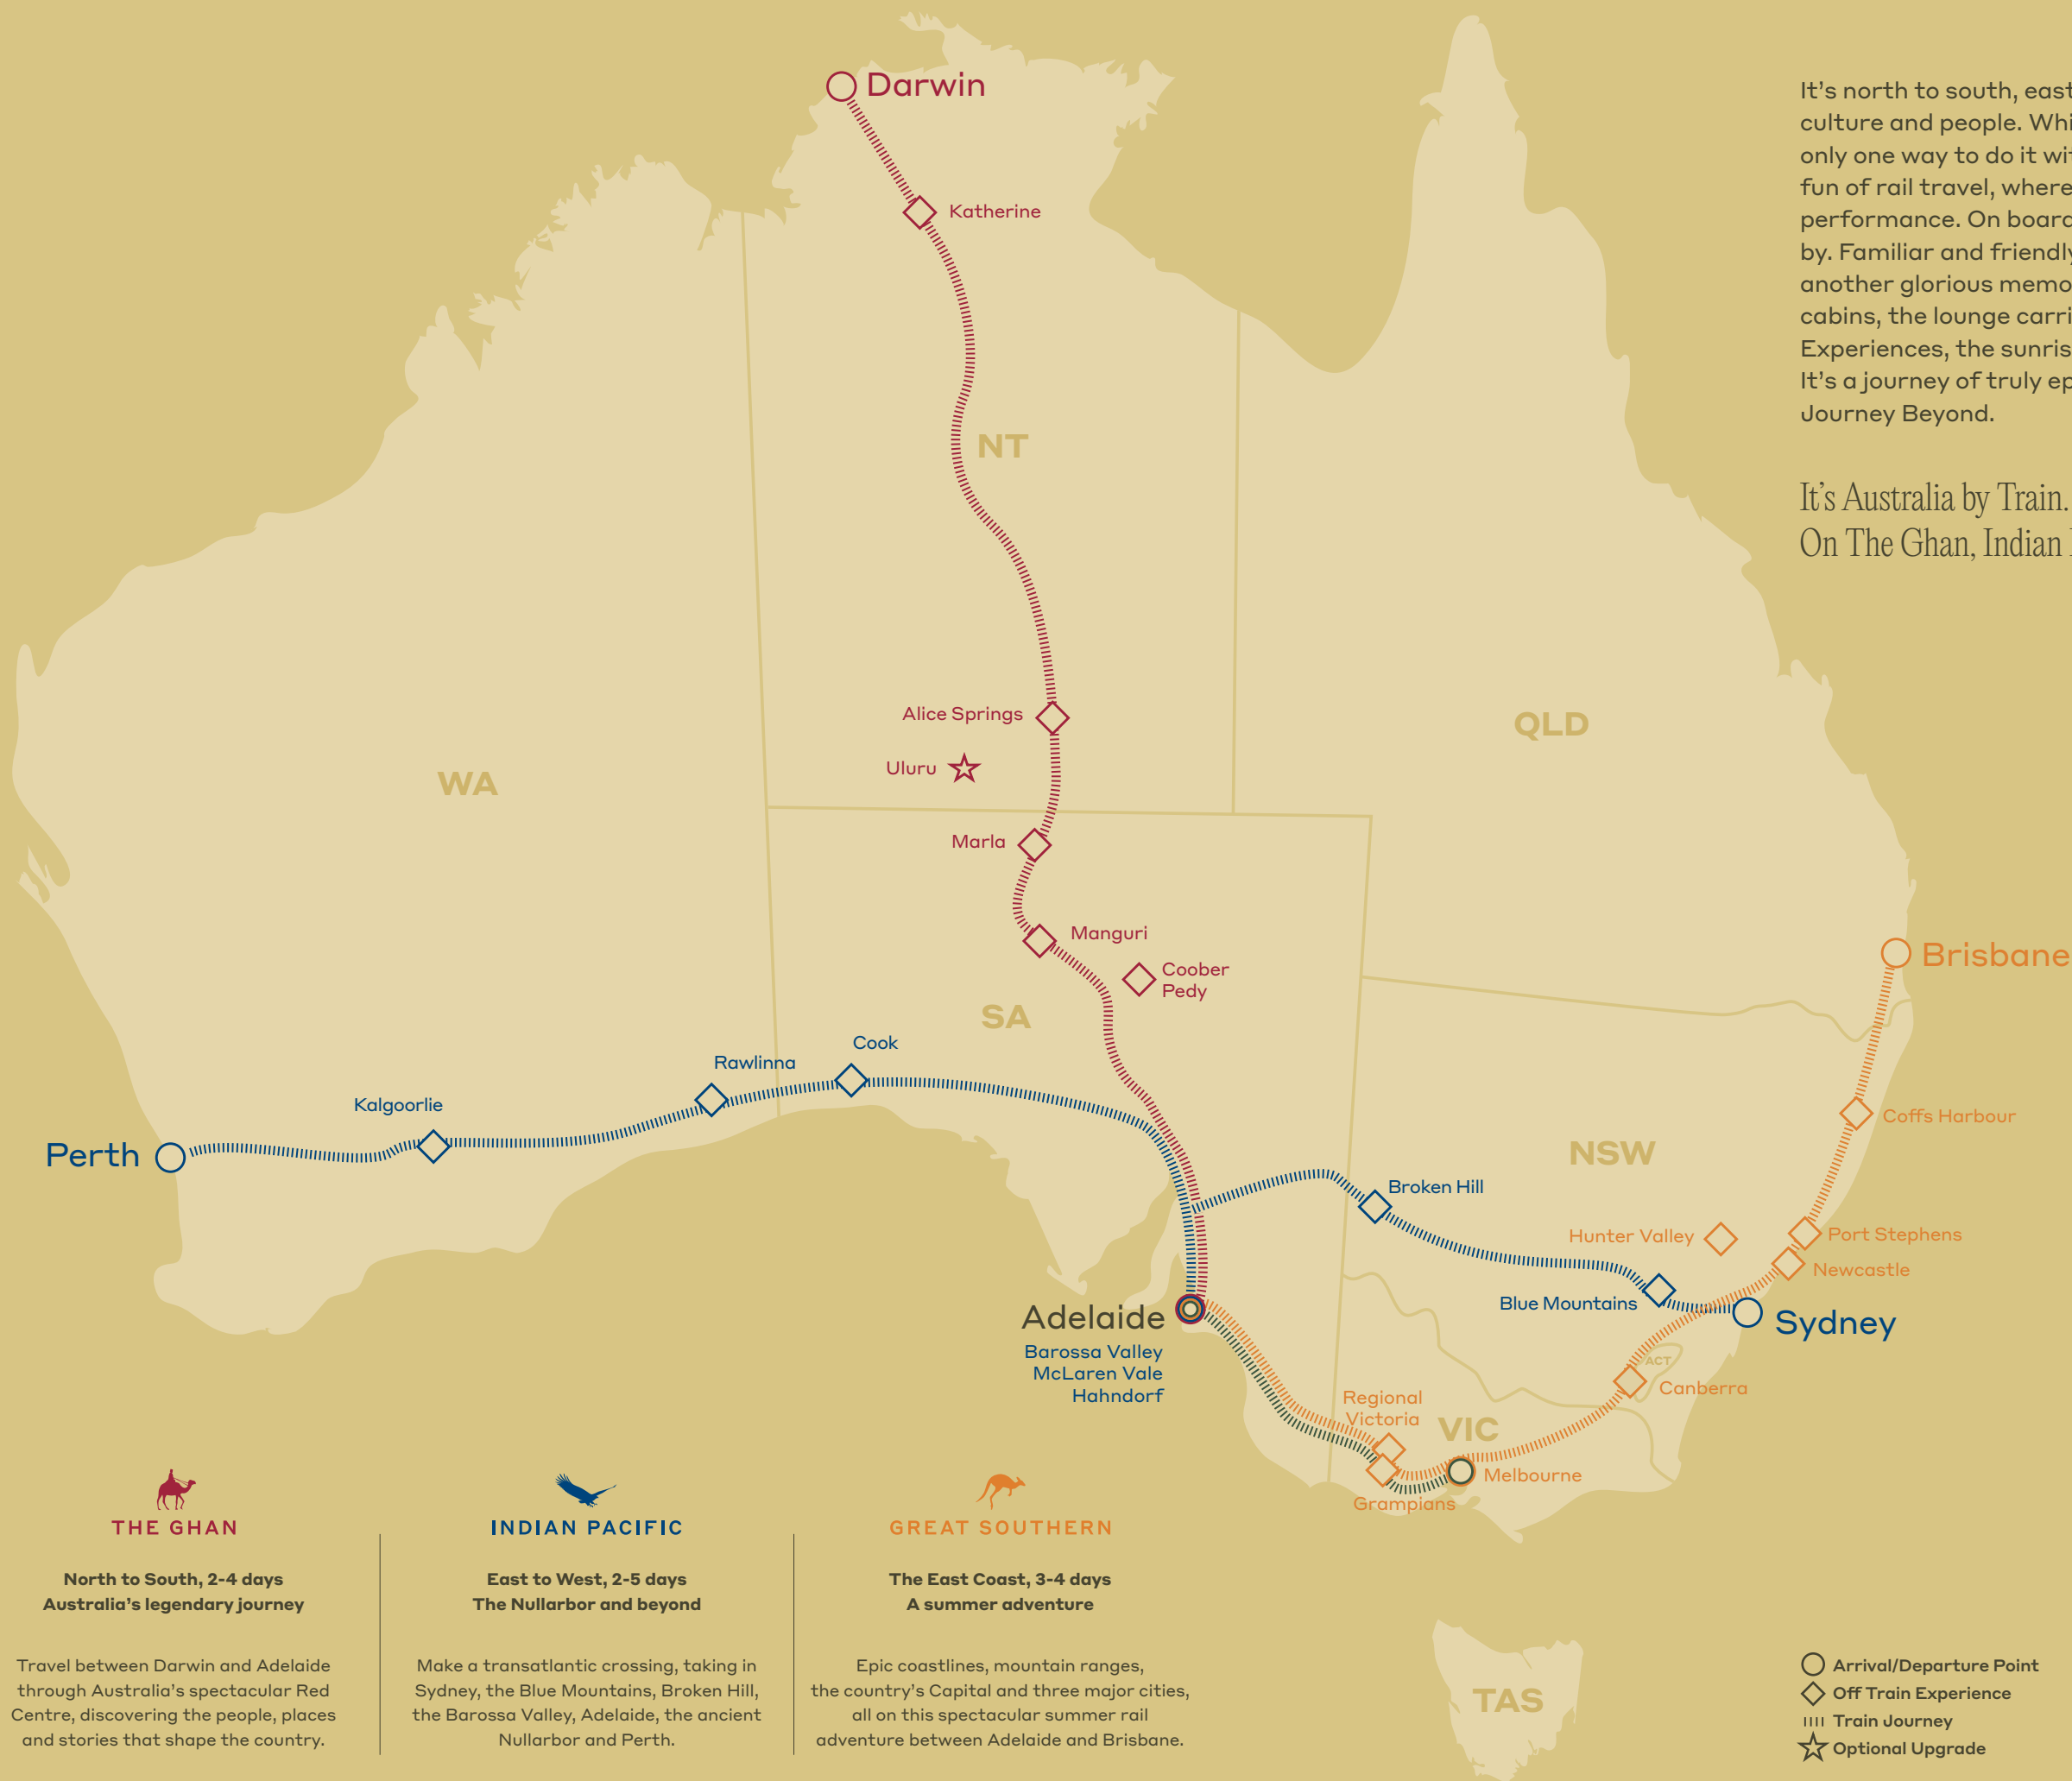 Darwin
Katherine
NT
Alice Springs
Uluru
WA
QLD
Marla
Manguri
Coober
Pedy
SA
Brisbane
Cook
Rawlinna
Kalgoorlie
Perth
Coffs Harbour
NSW
Broken Hill
Hunter Valley
Port Stephens
Newcastle
Blue Mountains
Sydney
Adelaide
Barossa Valley
McLaren Vale
Hahndorf
ACT
Canberra
Regional
Victoria
VIC
Melbourne
Grampians
TAS
It's north to south, east
culture and people. Whi
only one way to do it wi
fun of rail travel, where
performance. On board
by. Familiar and friendly
another glorious memo
cabins, the lounge carri
Experiences, the sunris
It's a journey of truly ep
Journey Beyond.
It's Australia by Train.
On The Ghan, Indian
THE GHAN
North to South, 2-4 days
Australia's legendary journey
Travel between Darwin and Adelaide
through Australia's spectacular Red
Centre, discovering the people, places
and stories that shape the country.
INDIAN PACIFIC
East to West, 2-5 days
The Nullarbor and beyond
Make a transatlantic crossing, taking in
Sydney, the Blue Mountains, Broken Hill,
the Barossa Valley, Adelaide, the ancient
Nullarbor and Perth.
GREAT SOUTHERN
The East Coast, 3-4 days
A summer adventure
Epic coastlines, mountain ranges,
the country's Capital and three major cities,
all on this spectacular summer rail
adventure between Adelaide and Brisbane.
Arrival/Departure Point
Off Train Experience
Train Journey
Optional Upgrade